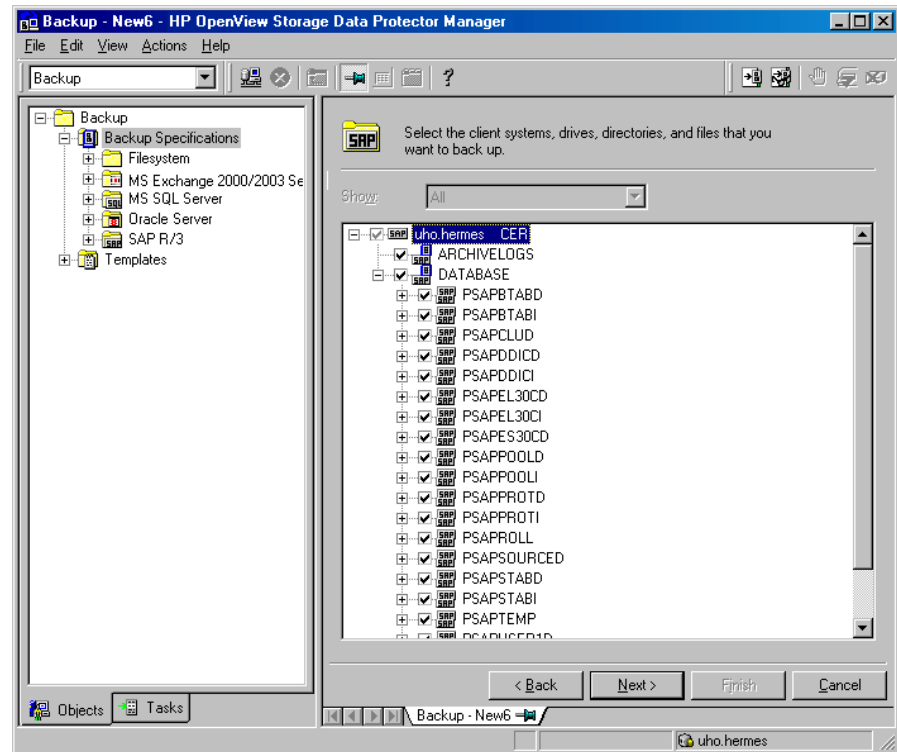 Backup - New6 - HP OpenView Storage Data Protector Manager
File Edit View Actions Help
Backup
Backup
Backup Specifications
Filesystem
MS Exchange 2000/2003 Se
MS SQL Server
Oracle Server
SAP R/3
Templates
Objects
Tasks
SAP
Select the client systems, drives, directories, and files that you
want to back up.
Show:
All
uho.hermes CER
ARCHIVELOGS
DATABASE
PSAPBTABD
PSAPBTABI
PSAPCLUD
PSAPDDICD
PSAPDDICI
PSAPEL30CD
PSAPEL30CI
PSAPES30CD
PSAPPOOLD
PSAPPOOLI
PSAPPROTD
PSAPPROTI
PSAPROLL
PSAPSOURCED
PSAPSTABD
PSAPSTABI
PSAPTEMP
PSAPUSER1D
< Back
Next >
Finish
Cancel
Backup - New6
uho.hermes